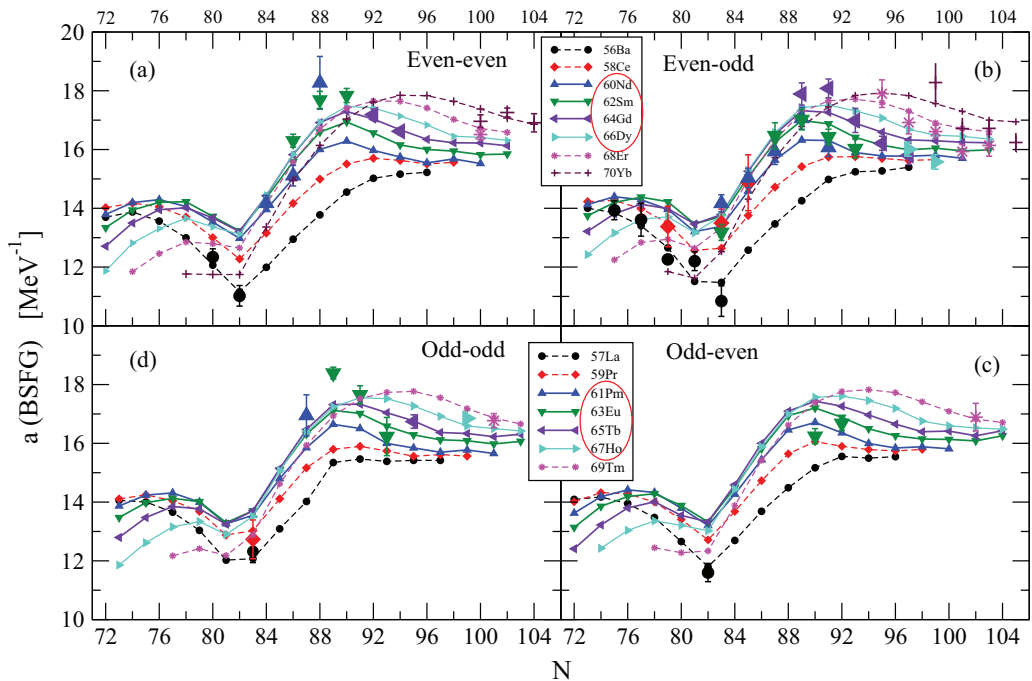 72 76 80 84 88 92 96 100 104
72 76 80 84 88 92 96 100 104
20
18
16
14
12
10
(a)
Even-even
56Ba
58Ce
60Nd
62Sm
64Gd
66Dy
68Er
70Yb
(b)
Even-odd
a (BSFG) [MeV⁻¹]
(d)
Odd-odd
57La
59Pr
61Pm
63Eu
65Tb
67Ho
69Tm
(c)
Odd-even
18
16
14
12
10
72 76 80 84 88 92 96 100 104
72 76 80 84 88 92 96 100 104
N